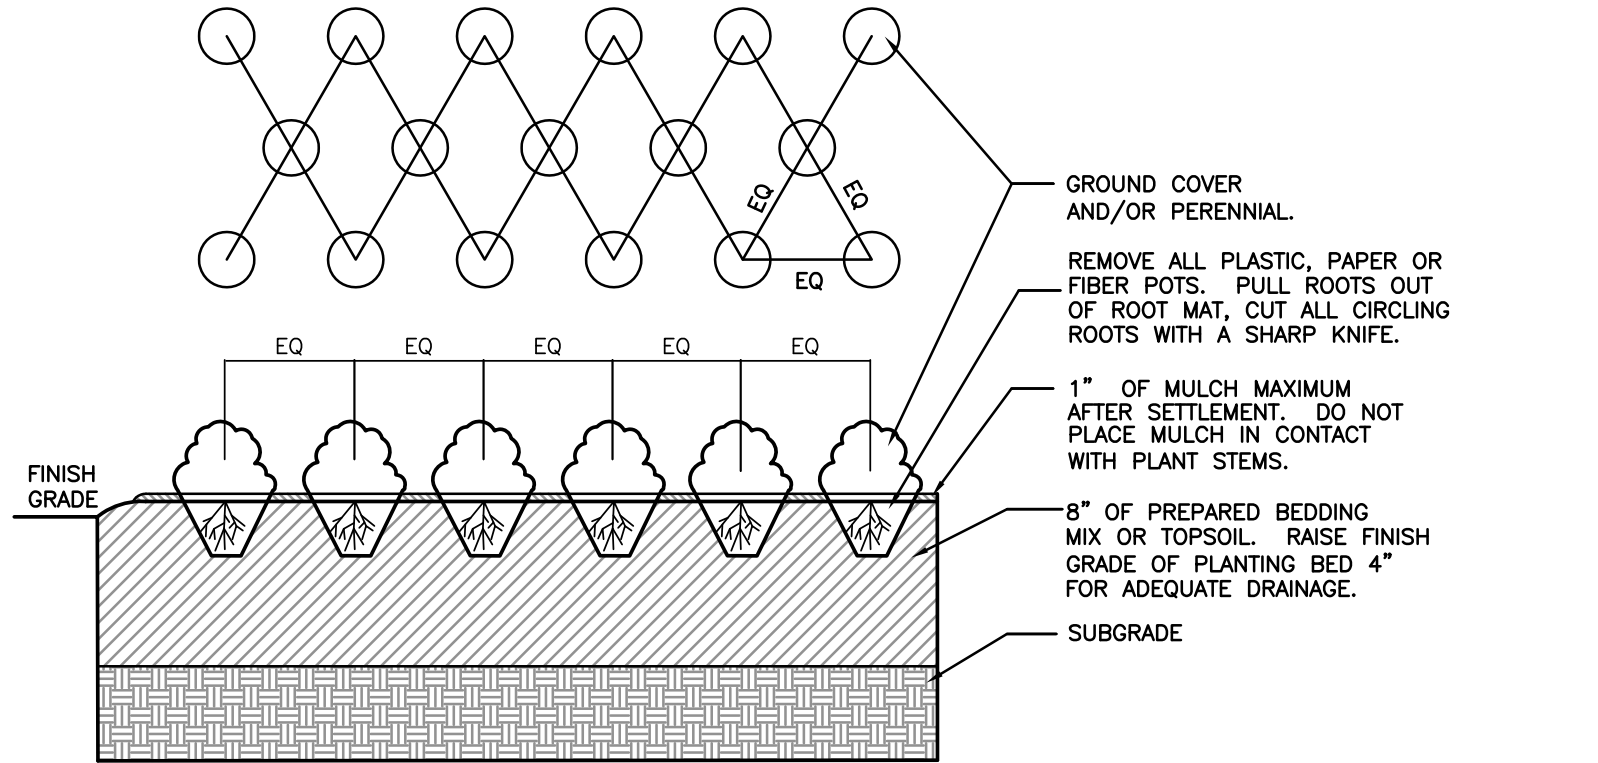 EQ
EQ
EQ
GROUND COVER
AND/OR PERENNIAL.
REMOVE ALL PLASTIC, PAPER OR
FIBER POTS. PULL ROOTS OUT
OF ROOT MAT, CUT ALL CIRCLING
ROOTS WITH A SHARP KNIFE.
EQ EQ EQ EQ EQ
1" OF MULCH MAXIMUM
AFTER SETTLEMENT. DO NOT
PLACE MULCH IN CONTACT
WITH PLANT STEMS.
FINISH
GRADE
8" OF PREPARED BEDDING
MIX OR TOPSOIL. RAISE FINISH
GRADE OF PLANTING BED 4"
FOR ADEQUATE DRAINAGE.
SUBGRADE